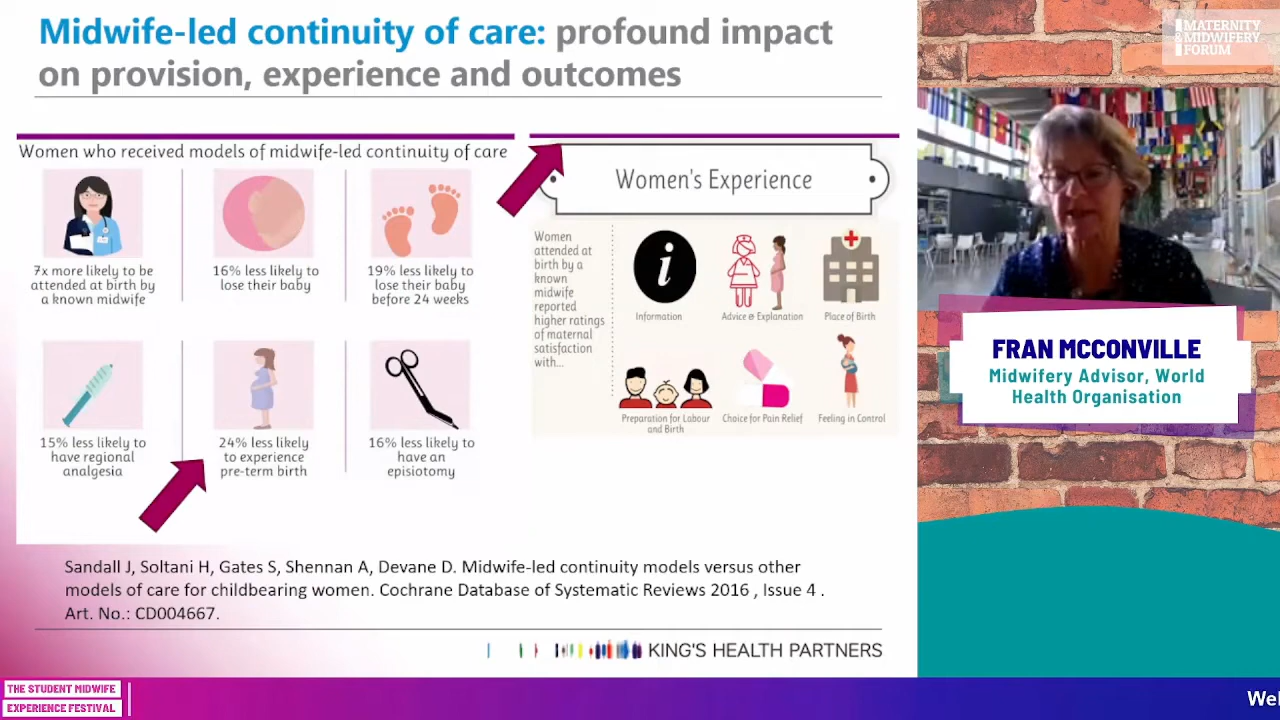 Midwife-led continuity of care: profound impact
on provision, experience and outcomes
Women who received models of midwife-led continuity of care
7x more likely to be
attended at birth by
a known midwife
16% less likely to
lose their baby
19% less likely to
lose their baby
before 24 weeks
15% less likely to
have regional
analgesia
24% less likely
to experience
pre-term birth
16% less likely to
have an
episiotomy
Women's Experience
Women
attended at
birth by a
known
midwife
reported
higher ratings
of maternal
satisfaction
with...
i
Information
Advice & Explanation
Place of Birth
Preparation for Labour
and Birth
Choice for Pain Relief
Feeling in Control
Sandall J, Soltani H, Gates S, Shennan A, Devane D. Midwife-led continuity models versus other
models of care for childbearing women. Cochrane Database of Systematic Reviews 2016 , Issue 4 .
Art. No.: CD004667.
KING'S HEALTH PARTNERS
MATERNITY
& MIDWIFERY
FORUM
FRAN MCCONVILLE
Midwifery Advisor, World
Health Organisation
THE STUDENT MIDWIFE
EXPERIENCE FESTIVAL